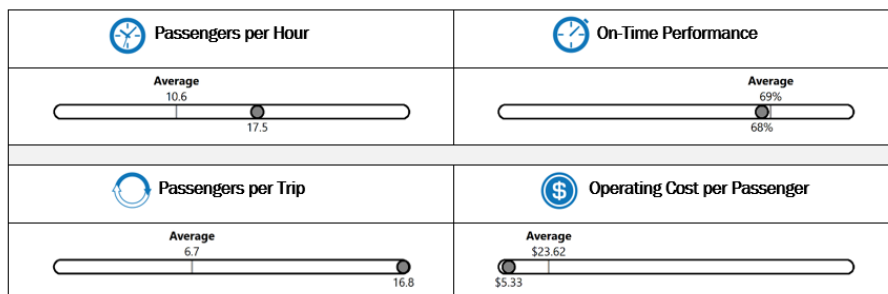 Passengers per Hour
On-Time Performance
Average
10.6
17.5
Average
69%
68%
Passengers per Trip
$ Operating Cost per Passenger
Average
6.7
16.8
Average
$23.62
$5.33